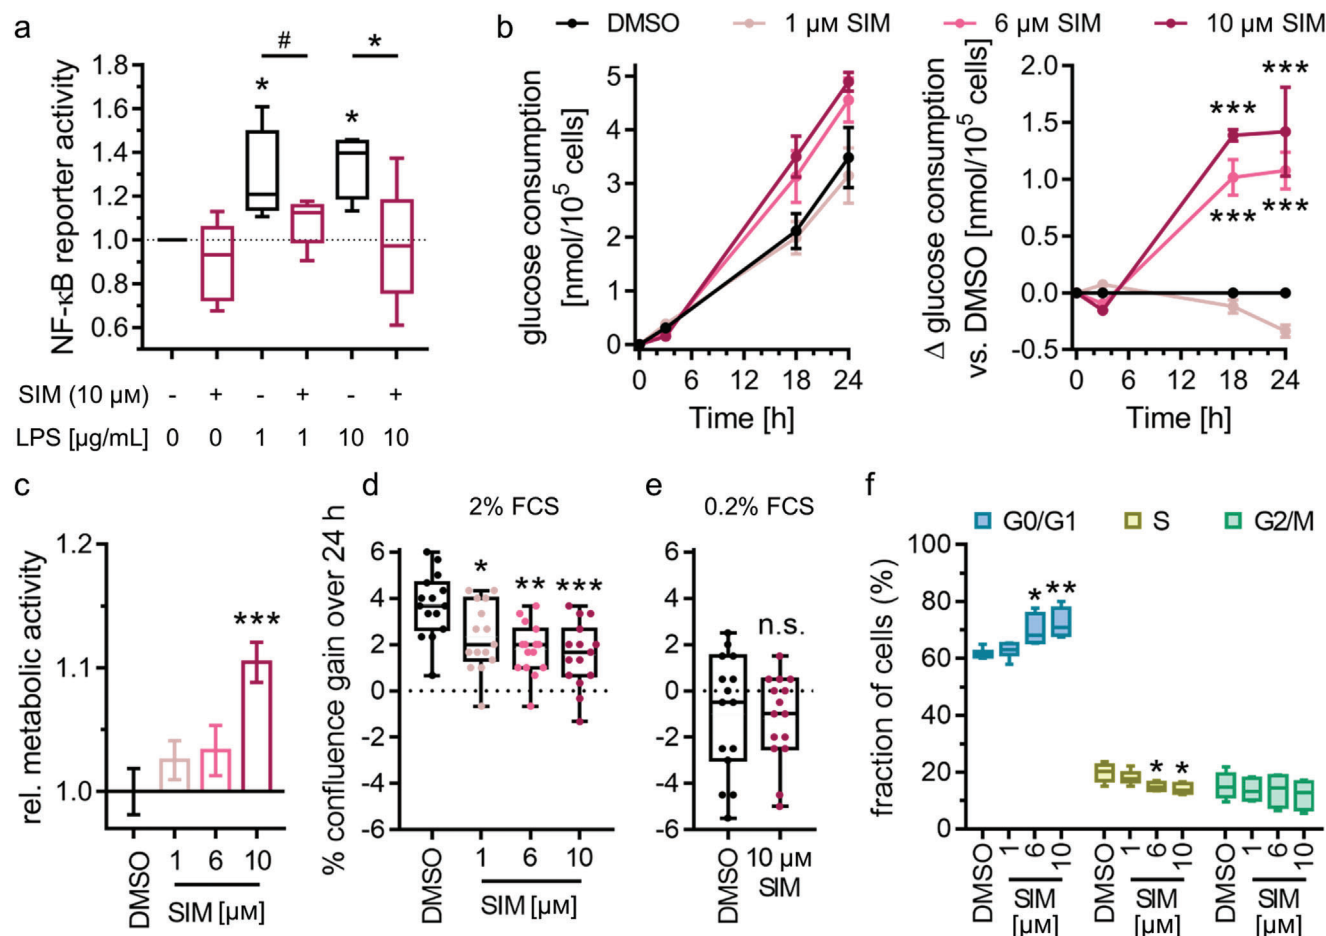 a
NF-κB reporter activity
1.8
1.6
1.4
1.2
1.0
0.8
0.6
*
#
*
*
SIM (10 μM) - + - + - +
LPS [μg/mL] 0 0 1 1 10 10
b
DMSO 1 μM SIM 6 μM SIM 10 μM SIM
glucose consumption
[nmol/10⁵ cells]
5
4
3
2
1
0
0 6 12 18 24
Time [h]
Δ glucose consumption
vs. DMSO [nmol/10⁵ cells]
2.0
1.5
1.0
0.5
0.0
-0.5
***
***
***
***
0 6 12 18 24
Time [h]
c
rel. metabolic activity
1.2
1.1
1.0
***
DMSO 1 6 10
SIM [μM]
d
2% FCS
% confluence gain over 24 h
6
4
2
0
-2
-4
-6
* ** ***
DMSO 1 6 10
SIM [μM]
e
0.2% FCS
6
4
2
0
-2
-4
-6
n.s.
DMSO 10 μM
SIM
f
G0/G1 S G2/M
fraction of cells (%)
100
80
60
40
20
0
* **
* *
DMSO 1 6 10 DMSO 1 6 10 DMSO 1 6 10
SIM SIM SIM
[μM] [μM] [μM]